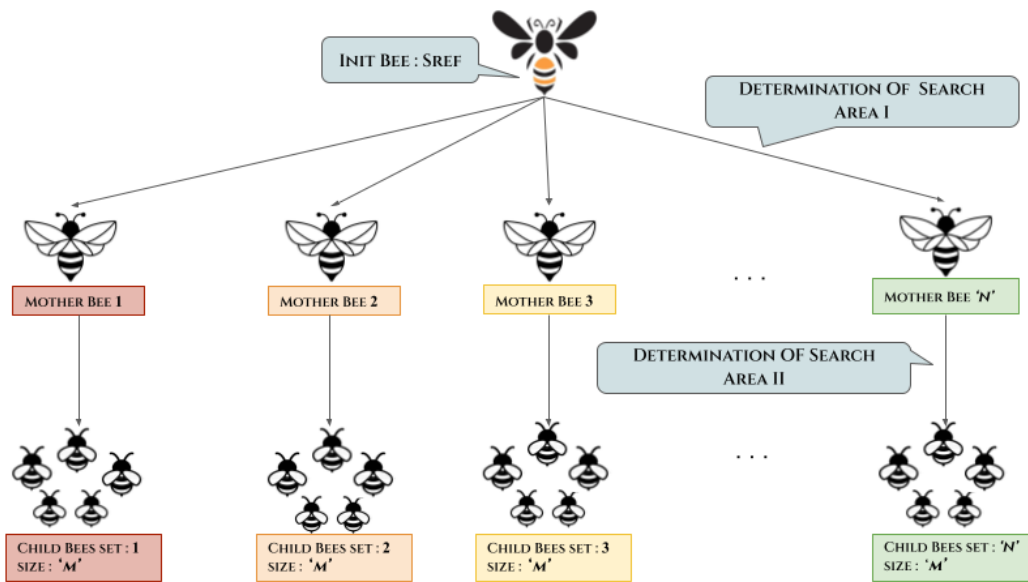 Init Bee : Sref
Determination Of Search
Area I
Mother Bee 1
Mother Bee 2
Mother Bee 3
. . .
Mother Bee ‘N’
Determination OF Search
Area II
. . .
Child Bees set : 1
size : ‘M’
Child Bees set : 2
size : ‘M’
Child Bees set : 3
size : ‘M’
Child Bees set : ‘N’
size : ‘M’